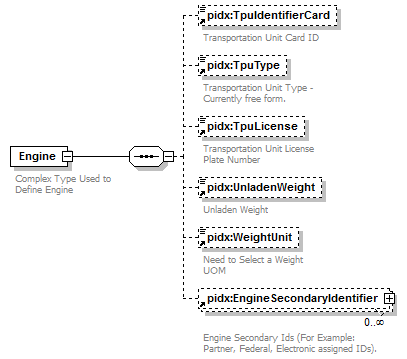 pidx:TpuIdentifierCard
Transportation Unit Card ID
pidx:TpuType
Transportation Unit Type -
Currently free form.
pidx:TpuLicense
Transportation Unit License
Plate Number
Engine
Complex Type Used to
Define Engine
pidx:UnladenWeight
Unladen Weight
pidx:WeightUnit
Need to Select a Weight
UOM
pidx:EngineSecondaryIdentifier
0..∞
Engine Secondary Ids (For Example:
Partner, Federal, Electronic assigned IDs).